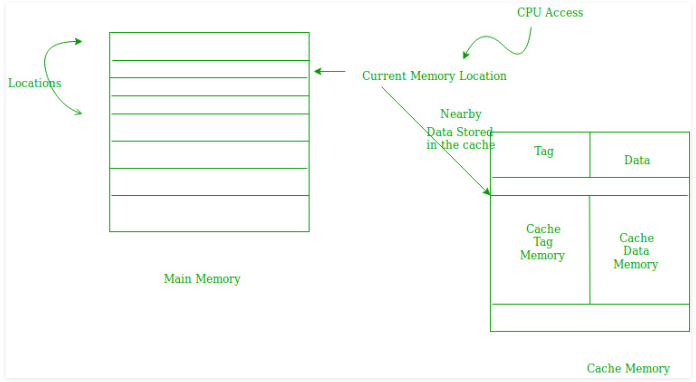 CPU Access
Locations
Current Memory Location
Nearby
Data Stored
in the cache
Tag
Data
Cache
Tag
Memory
Cache
Data
Memory
Main Memory
Cache Memory